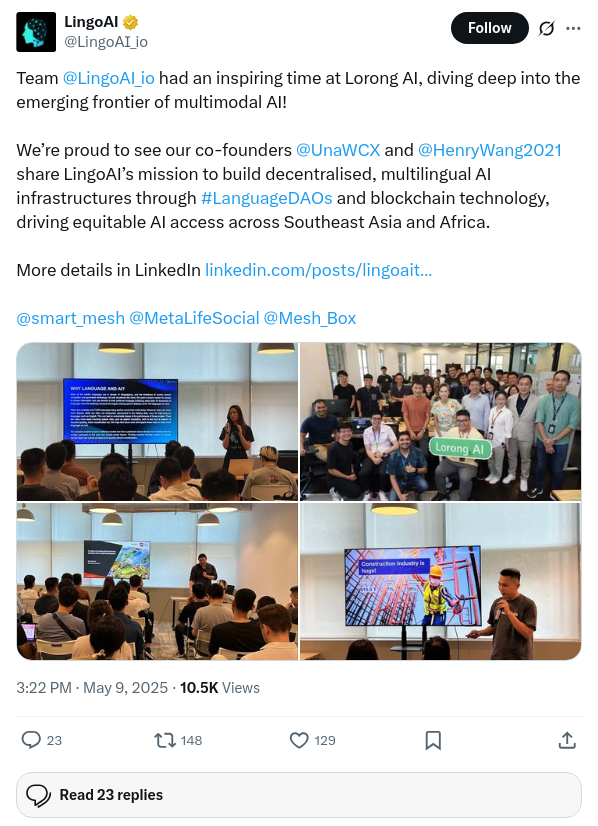 LingoAI
@LingoAI_io
Follow
Team @LingoAI_io had an inspiring time at Lorong AI, diving deep into the
emerging frontier of multimodal AI!
We’re proud to see our co-founders @UnaWCX and @HenryWang2021
share LingoAI’s mission to build decentralised, multilingual AI
infrastructures through #LanguageDAOs and blockchain technology,
driving equitable AI access across Southeast Asia and Africa.
More details in LinkedIn linkedin.com/posts/lingoait…
@smart_mesh @MetaLifeSocial @Mesh_Box
WHY LANGUAGE AND AI?
Lorong AI
Construction Industry is
huge!
3:22 PM · May 9, 2025 · 10.5K Views
23
148
129
Read 23 replies